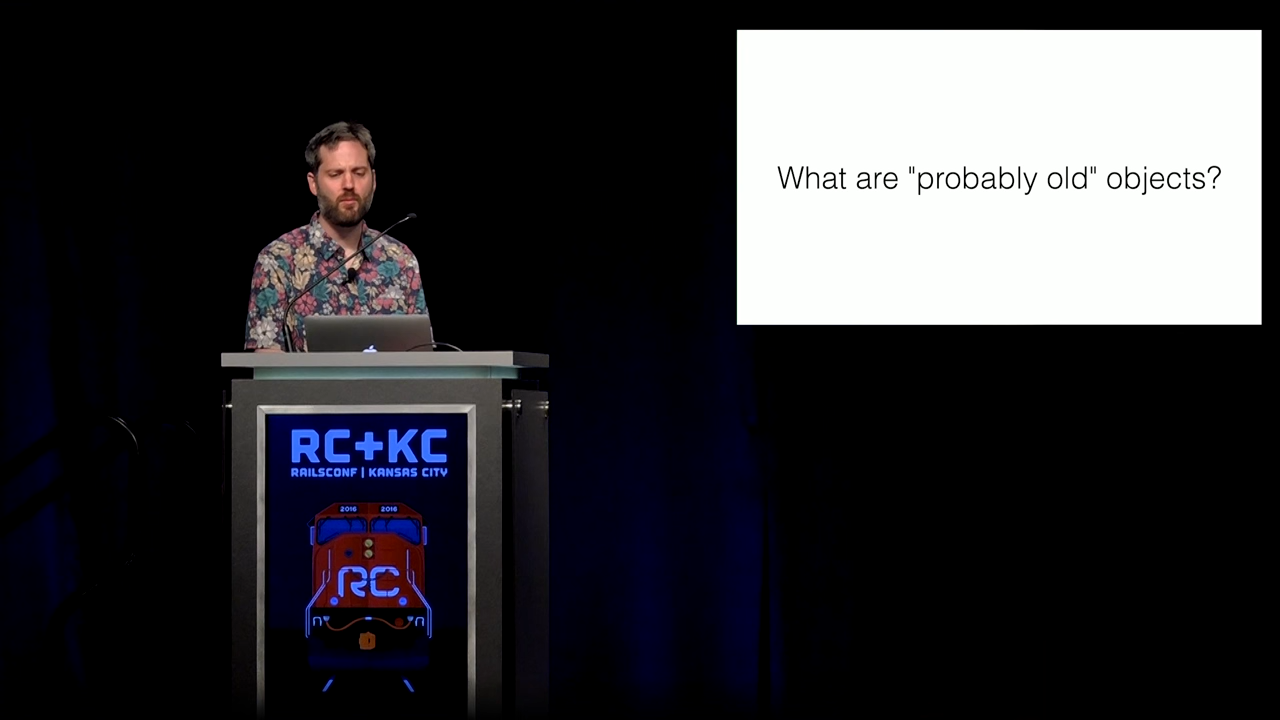 What are "probably old" objects?
RC+KC
RAILSCONF | KANSAS CITY
2016 2016
RC